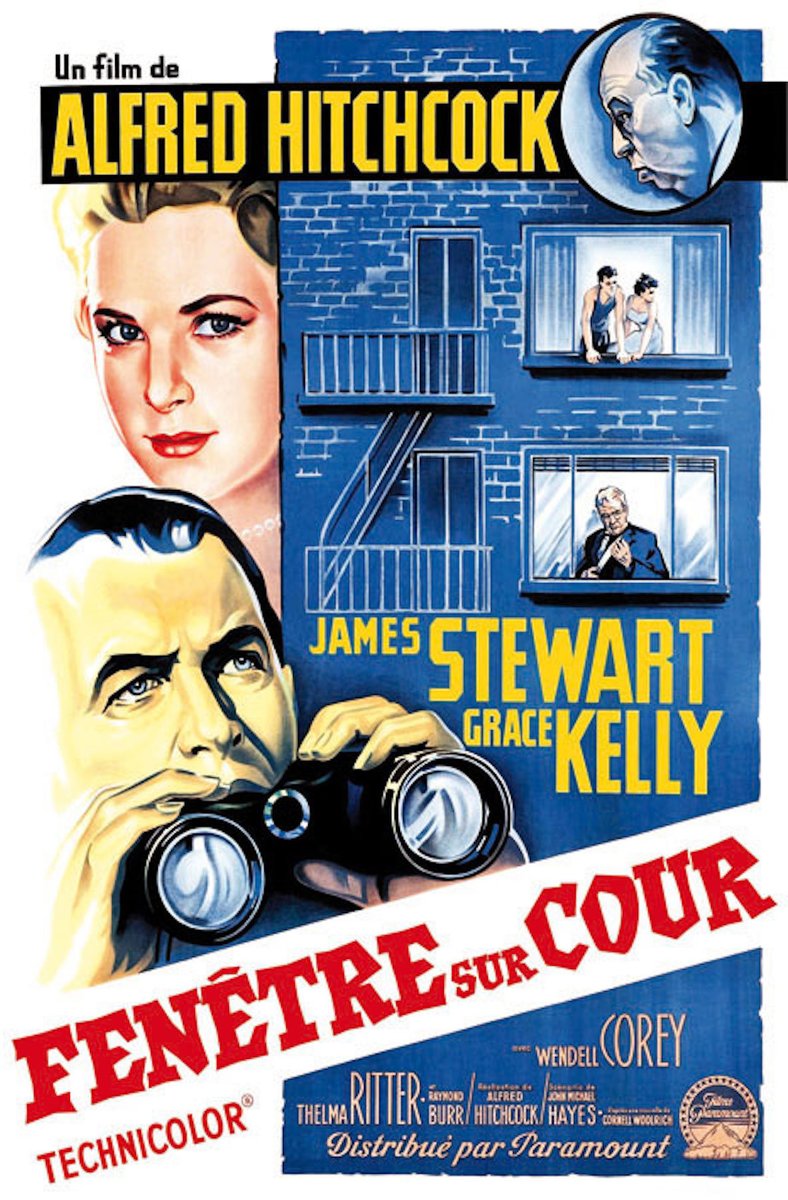 Un film de
ALFRED HITCHCOCK
JAMES STEWART
GRACE KELLY
FENÊTRE SUR COUR
TECHNICOLOR®
avec WENDELL COREY
THELMA RITTER · et RAYMOND BURR / Réalisation de ALFRED HITCHCOCK / Scénario de JOHN MICHAEL HAYES - d'après une nouvelle de CORNELL WOOLRICH
Distribué par Paramount
Films Paramount